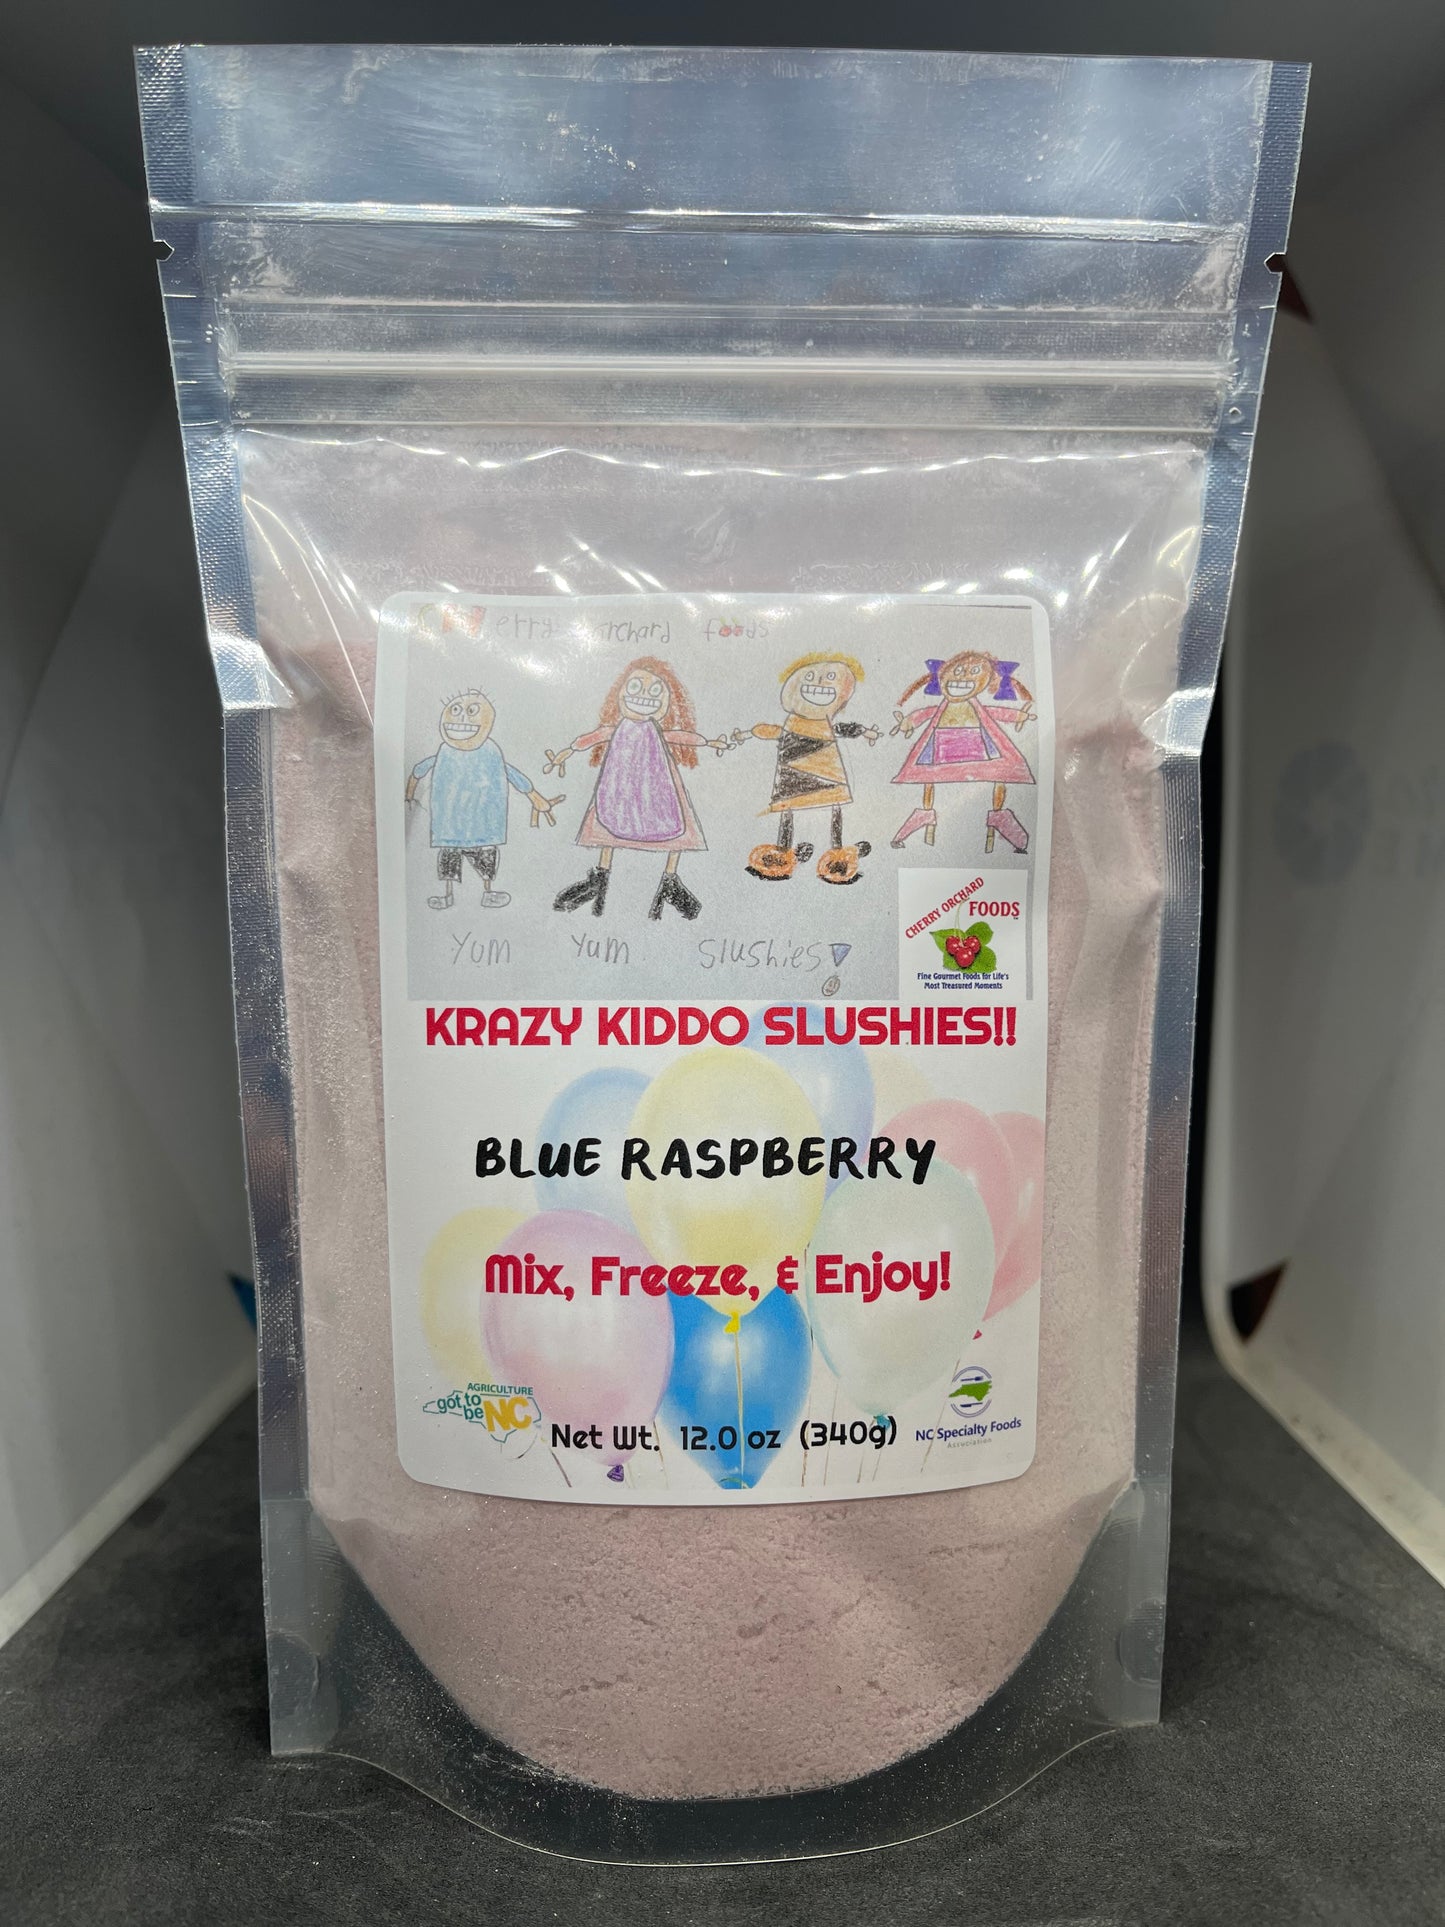 Cherry Orchard foods
Yum Yum Slushies!
CHERRY ORCHARD
FOODS
Fine Gourmet Foods for Life's
Most Treasured Moments
KRAZY KIDDO SLUSHIES!!
BLUE RASPBERRY
Mix, Freeze, & Enjoy!
AGRICULTURE
got to
be NC
Net Wt. 12.0 oz (340g)
NC Specialty Foods
Association